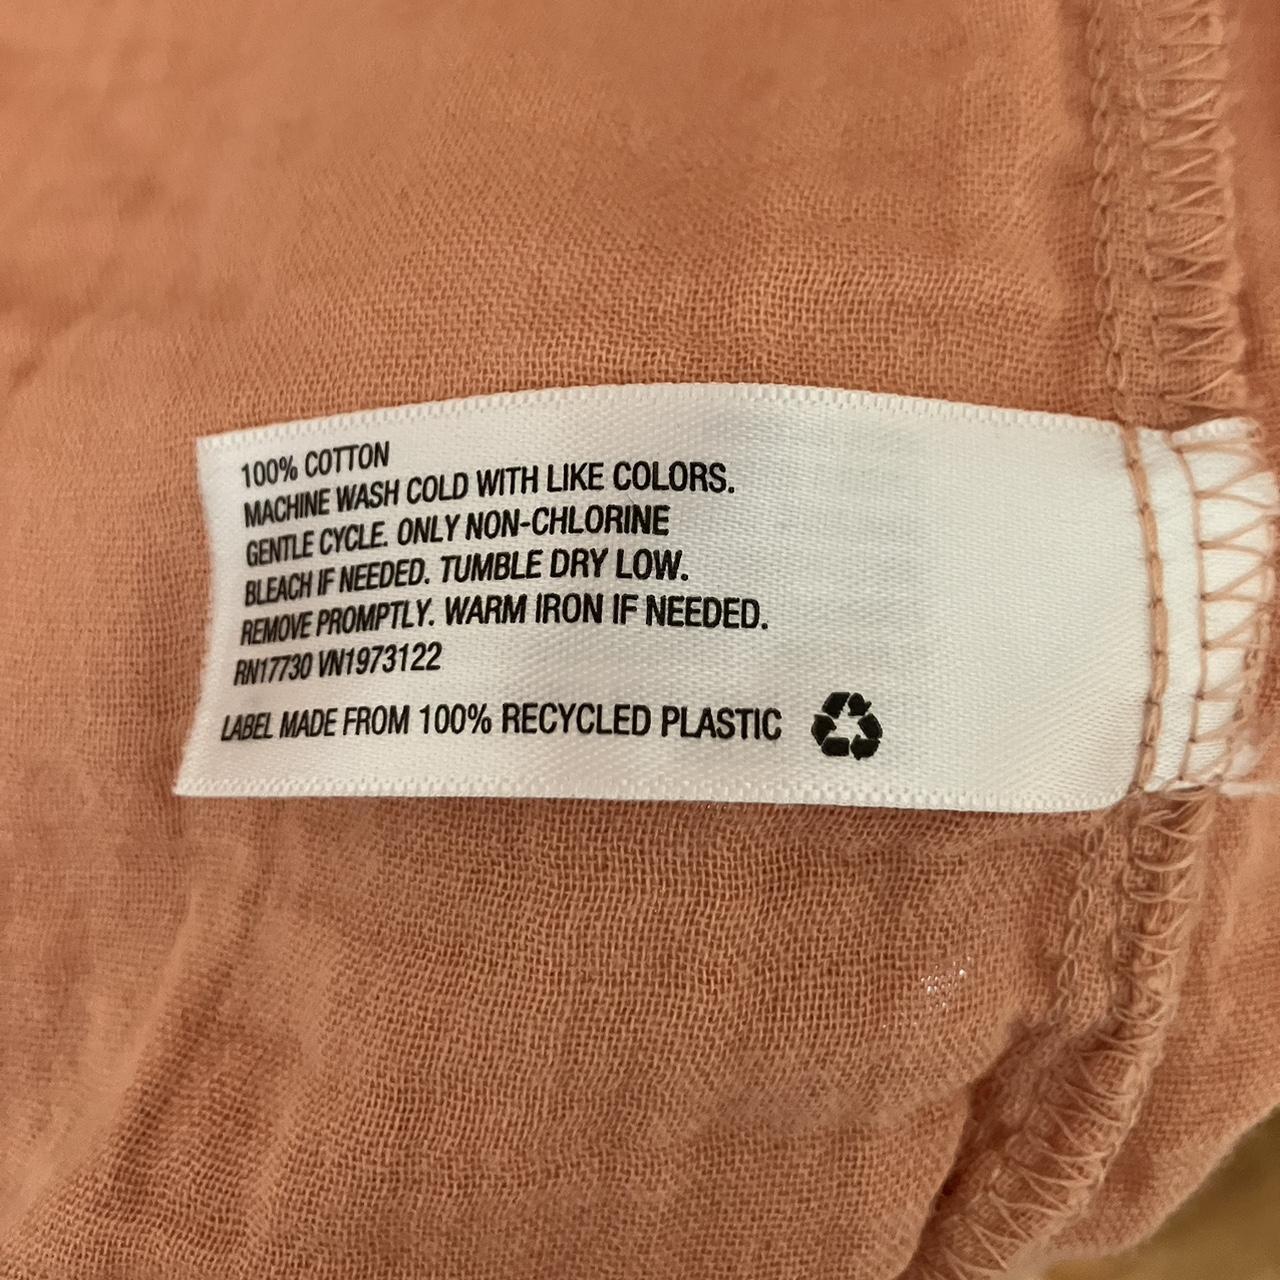 100% COTTON
MACHINE WASH COLD WITH LIKE COLORS.
GENTLE CYCLE. ONLY NON-CHLORINE
BLEACH IF NEEDED. TUMBLE DRY LOW.
REMOVE PROMPTLY. WARM IRON IF NEEDED.
RN17730 VN1973122
LABEL MADE FROM 100% RECYCLED PLASTIC